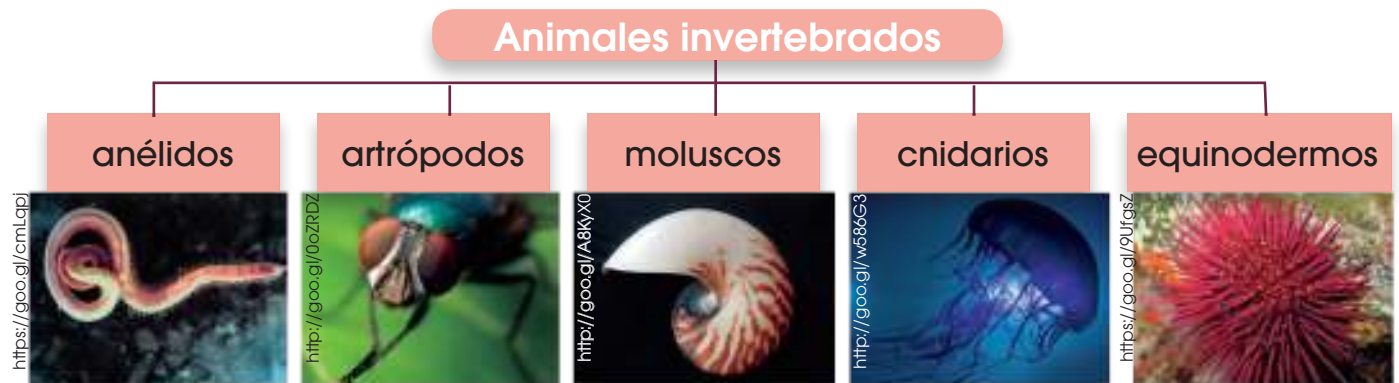 Animales invertebrados
anélidos
artrópodos
moluscos
cnidarios
equinodermos
https://goo.gl/cmLqpj
http://goo.gl/0oZRDZ
http://goo.gl/A8KyX0
http://goo.gl/w586G3
https://goo.gl/9UfgsZ